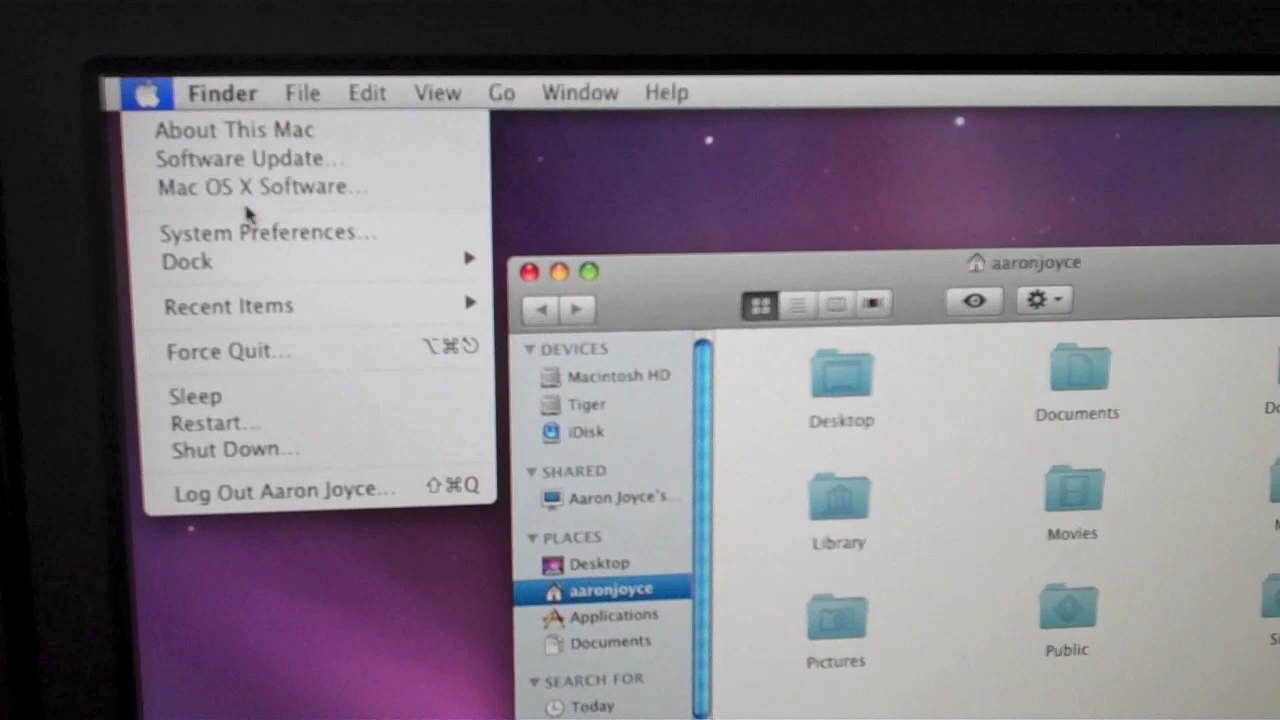 Finder File Edit View Go Window Help
About This Mac
Software Update...
Mac OS X Software...
System Preferences...
Dock
Recent Items
Force Quit... ⌥⌘⎋
Sleep
Restart...
Shut Down...
Log Out Aaron Joyce... ⇧⌘Q
aaronjoyce
DEVICES
Macintosh HD
Tiger
iDisk
SHARED
Aaron Joyce's...
PLACES
Desktop
aaronjoyce
Applications
Documents
SEARCH FOR
Today
Desktop
Documents
Library
Movies
Pictures
Public